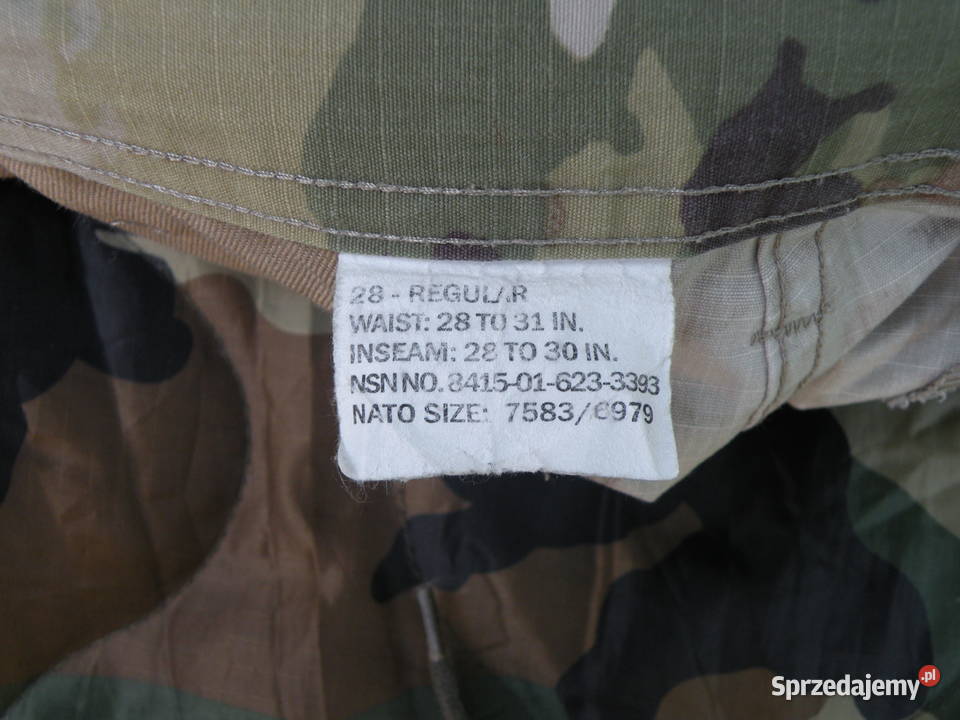 28 - REGULAR
WAIST: 28 TO 31 IN.
INSEAM: 28 TO 30 IN.
NSN NO. 8415-01-623-3393
NATO SIZE: 7583/6979
Sprzedajemy.pl